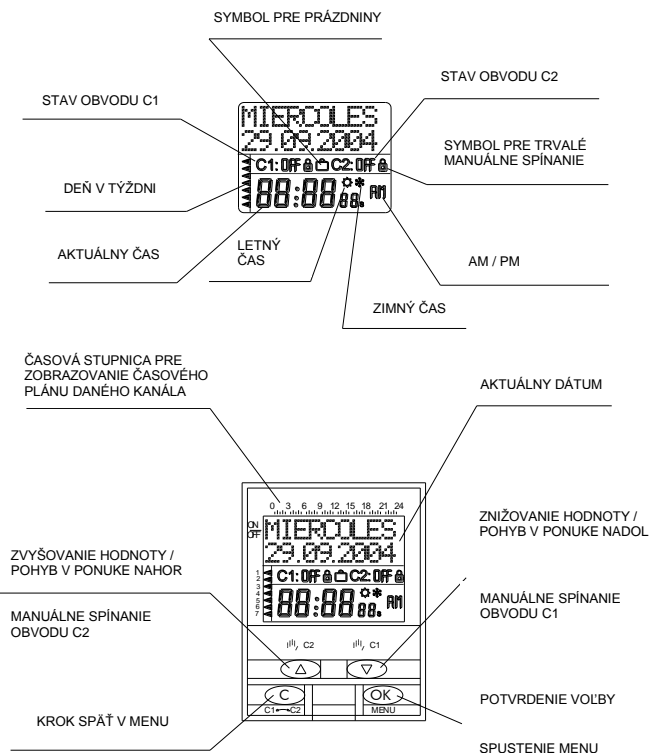 SYMBOL PRE PRÁZDNINY
STAV OBVODU C2
STAV OBVODU C1
MIERCOLES
29.09.2004
SYMBOL PRE TRVALÉ
MANUÁLNE SPÍNANIE
C1: OFF C2: OFF
DEŇ V TÝŽDNI
88:88 88. AM
AKTUÁLNY ČAS
LETNÝ
ČAS
AM / PM
ZIMNÝ ČAS
ČASOVÁ STUPNICA PRE
ZOBRAZOVANIE ČASOVÉHO
PLÁNU DANÉHO KANÁLA
AKTUÁLNY DÁTUM
0 3 6 9 12 15 18 21 24
ON
OFF
MIERCOLES
29.09.2004
ZNIŽOVANIE HODNOTY /
POHYB V PONUKE NADOL
ZVYŠOVANIE HODNOTY /
POHYB V PONUKE NAHOR
1
2
3
4
5
6
7
C1: OFF C2: OFF
88:88 88. AM
MANUÁLNE SPÍNANIE
OBVODU C2
MANUÁLNE SPÍNANIE
OBVODU C1
C2 C1
C OK
C1 C2 MENU
POTVRDENIE VOĽBY
KROK SPÄŤ V MENU
SPUSTENIE MENU